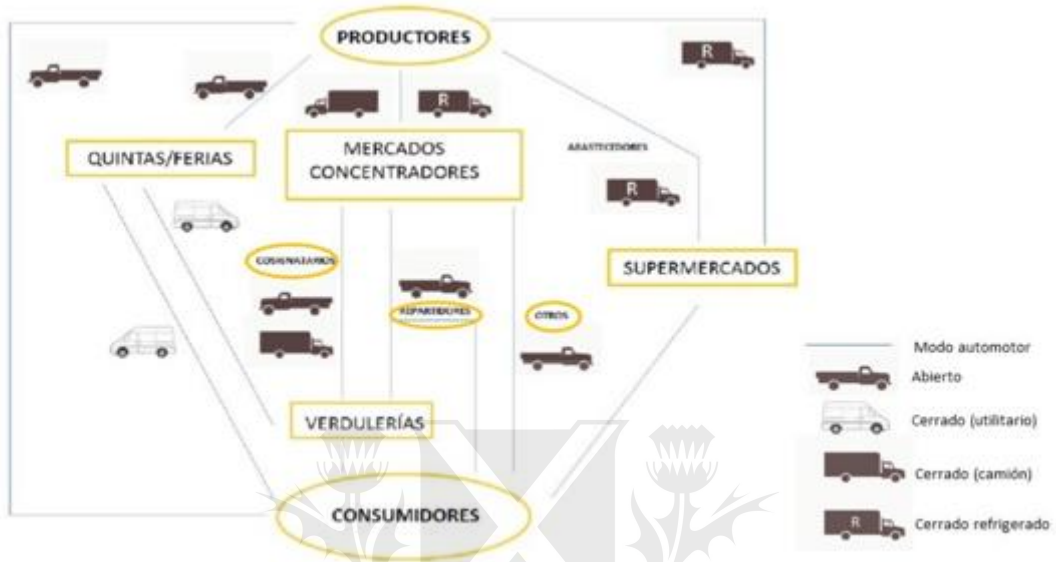 PRODUCTORES
R
R
QUINTAS/FERIAS
MERCADOS
CONCENTRADORES
ABASTECEDORES
R
COSIGNATARIOS
REPARTIDORES
OTROS
SUPERMERCADOS
VERDULERÍAS
CONSUMIDORES
Modo automotor
Abierto
Cerrado (utilitario)
Cerrado (camión)
R
Cerrado refrigerado